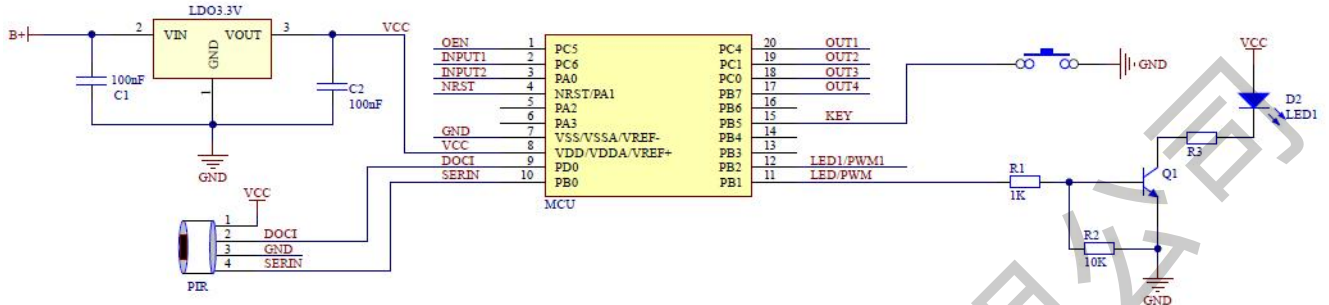 LDO3.3V
B+
2
VIN
VOUT
3
VCC
GND
1
100nF
C1
C2
100nF
GND
OEN 1 PC5
INPUT1 2 PC6
INPUT2 3 PA0
NRST 4 NRST/PA1
5 PA2
6 PA3
GND 7 VSS/VSSA/VREF-
VCC 8 VDD/VDDA/VREF+
DOCI 9 PD0
SERIN 10 PB0
MCU
PC4 20 OUT1
PC1 19 OUT2
PC0 18 OUT3
PB7 17 OUT4
PB6 16
PB5 15 KEY
PB4 14
PB3 13
PB2 12 LED1/PWM1
PB1 11 LED/PWM
GND
VCC
D2
LED1
R3
R1
1K
Q1
R2
10K
GND
VCC
1
2 DOCI
3 GND
4 SERIN
PIR
公司